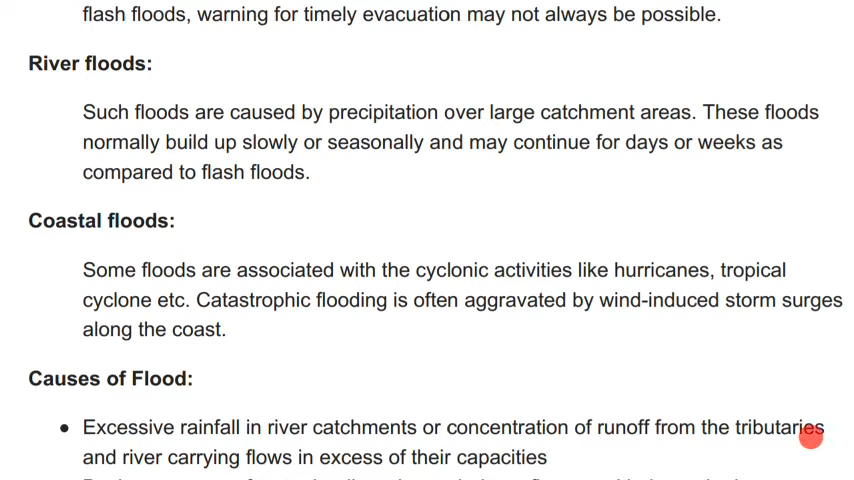 flash floods, warning for timely evacuation may not always be possible.
River floods:
Such floods are caused by precipitation over large catchment areas. These floods
normally build up slowly or seasonally and may continue for days or weeks as
compared to flash floods.
Coastal floods:
Some floods are associated with the cyclonic activities like hurricanes, tropical
cyclone etc. Catastrophic flooding is often aggravated by wind-induced storm surges
along the coast.
Causes of Flood:
• Excessive rainfall in river catchments or concentration of runoff from the tributaries
and river carrying flows in excess of their capacities